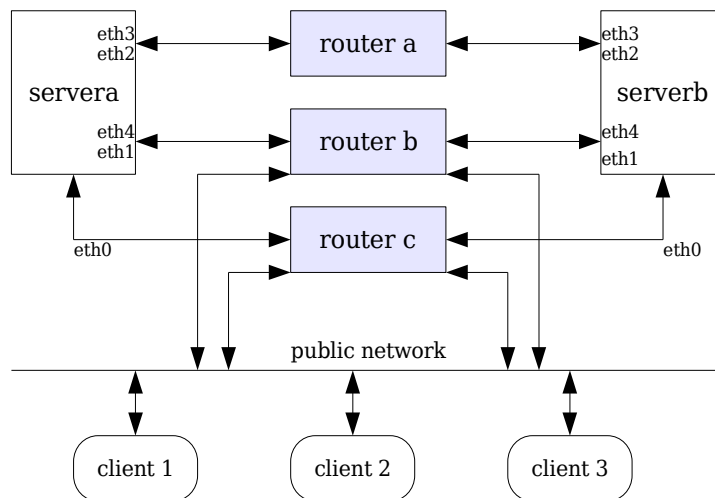 eth3
eth2
servera
eth4
eth1
router a
router b
router c
eth3
eth2
serverb
eth4
eth1
eth0
eth0
public network
client 1
client 2
client 3